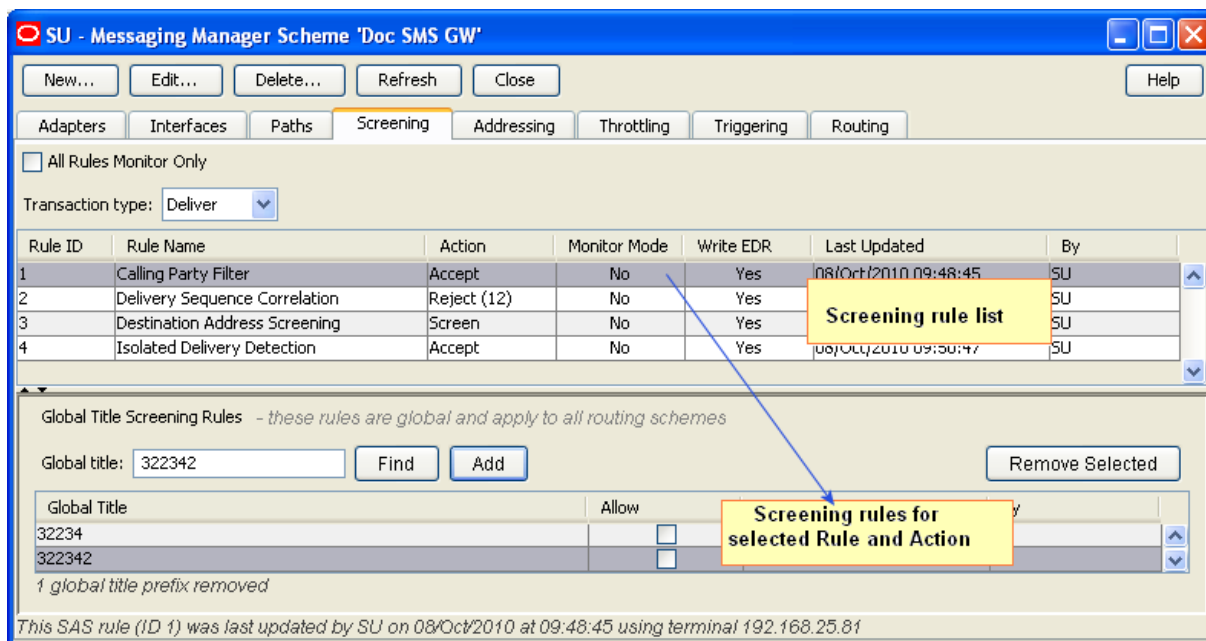 SU - Messaging Manager Scheme 'Doc SMS GW'
New... Edit... Delete... Refresh Close Help
Adapters Interfaces Paths Screening Addressing Throttling Triggering Routing
All Rules Monitor Only
Transaction type: Deliver
Rule ID Rule Name Action Monitor Mode Write EDR Last Updated By
1 Calling Party Filter Accept No Yes 08/Oct/2010 09:48:45 SU
2 Delivery Sequence Correlation Reject (12) No Yes SU
3 Destination Address Screening Screen No Yes SU
4 Isolated Delivery Detection Accept No Yes 08/Oct/2010 09:50:47 SU
Screening rule list
Global Title Screening Rules - these rules are global and apply to all routing schemes
Global title: 322342 Find Add Remove Selected
Global Title Allow
32234
322342
Screening rules for
selected Rule and Action
1 global title prefix removed
This SAS rule (ID 1) was last updated by SU on 08/Oct/2010 at 09:48:45 using terminal 192.168.25.81